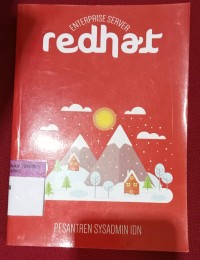 ENTERPRISE SERVER
redhat
PESANTREN SYSADMIN IDN